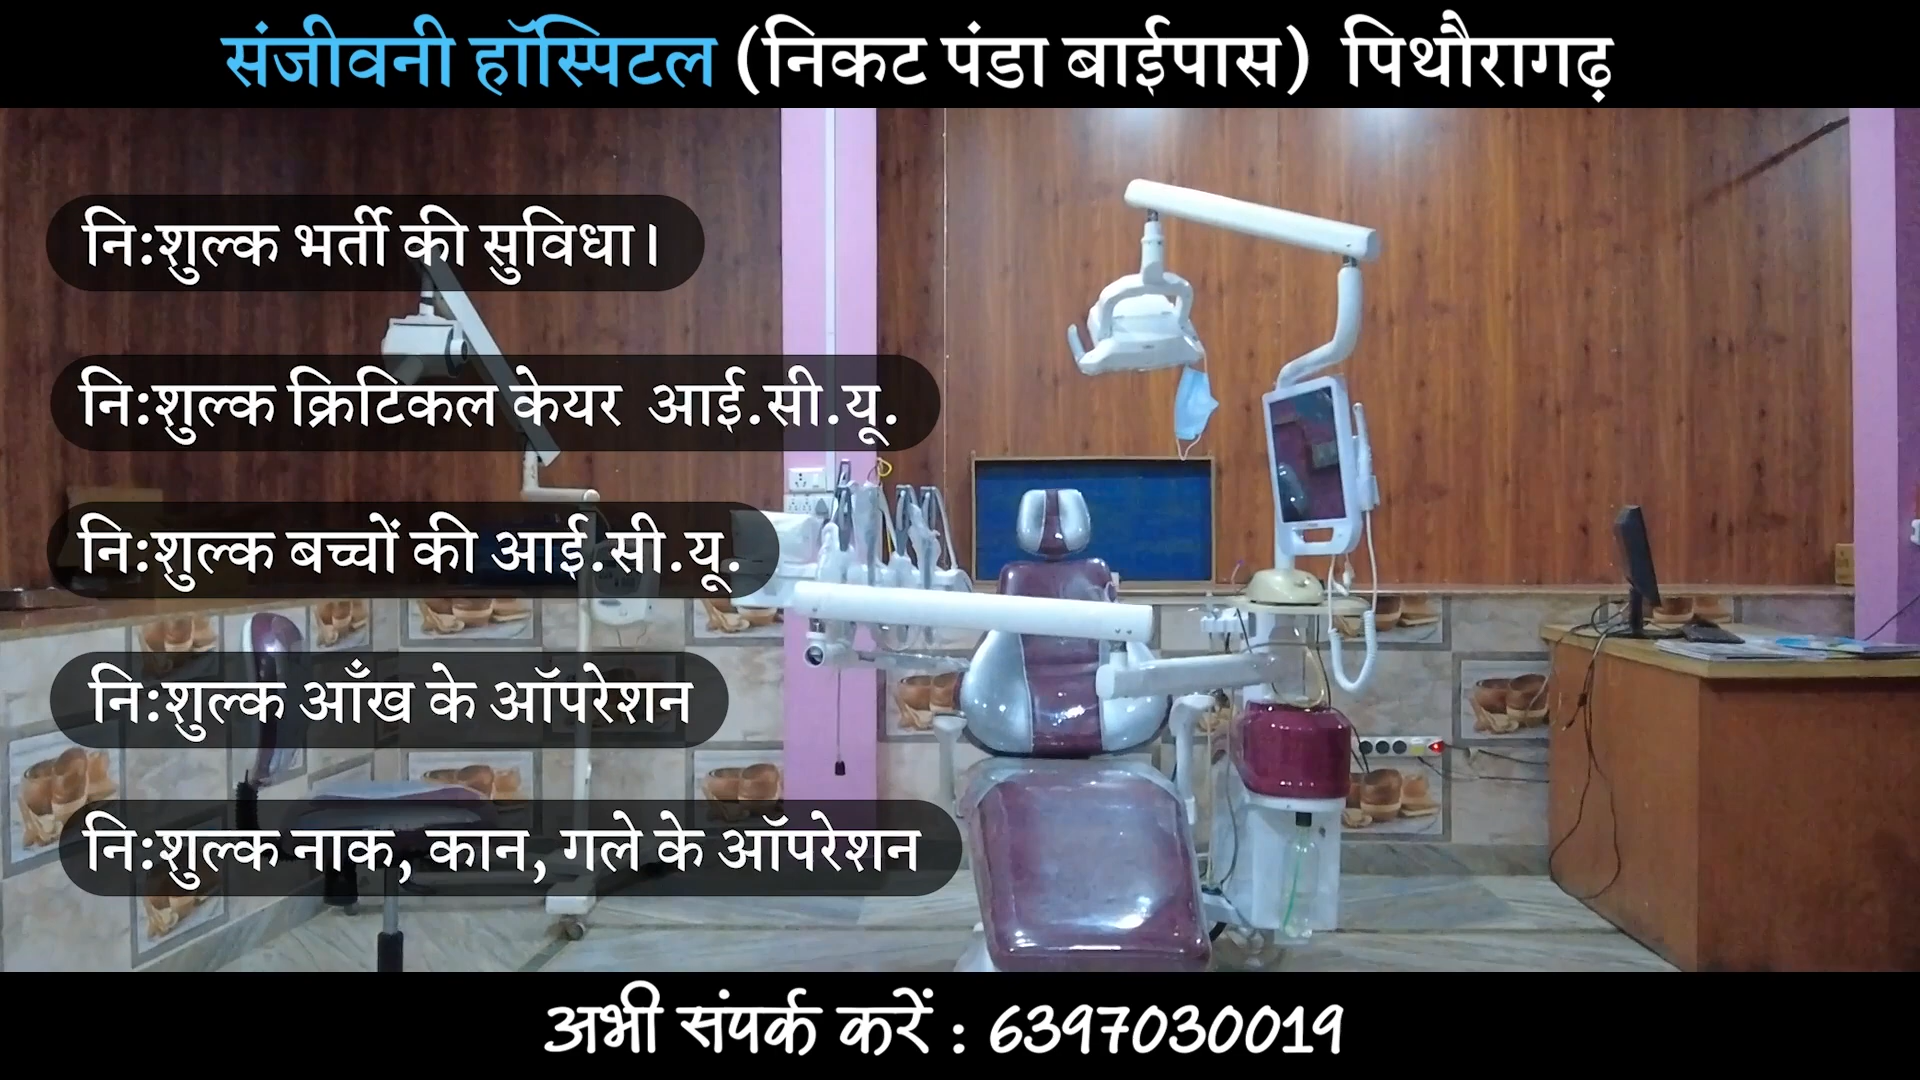 संजीवनी हॉस्पिटल (निकट पंडा बाईपास) पिथौरागढ़
नि:शुल्क भर्ती की सुविधा।
नि:शुल्क क्रिटिकल केयर आई.सी.यू.
नि:शुल्क बच्चों की आई.सी.यू.
नि:शुल्क आँख के ऑपरेशन
नि:शुल्क नाक, कान, गले के ऑपरेशन
अभी संपर्क करें : 6397030019